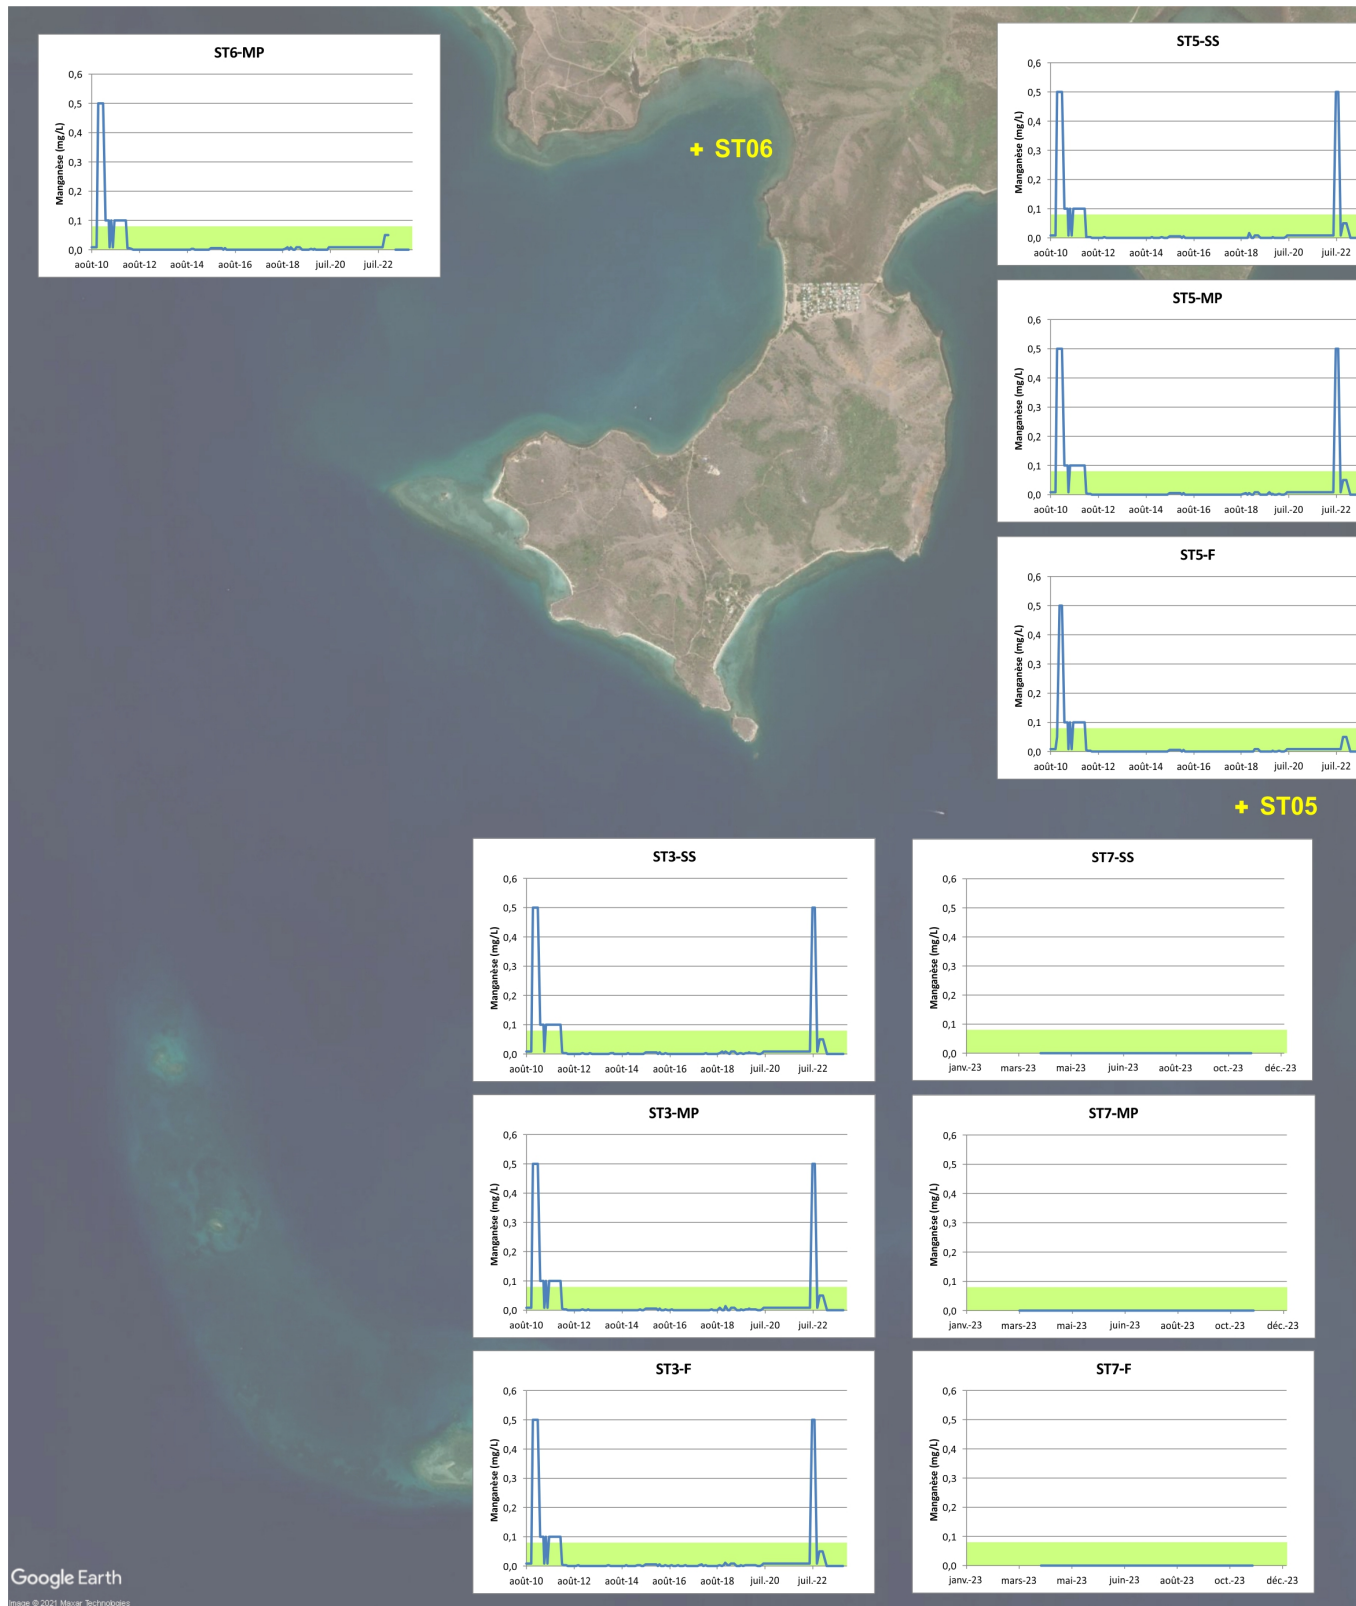 ST6-MP
Manganèse (mg/L)
0,6
0,5
0,4
0,3
0,2
0,1
0,0
août-10 août-12 août-14 août-16 août-18 juil.-20 juil.-22
ST06
ST5-SS
Manganèse (mg/L)
0,6
0,5
0,4
0,3
0,2
0,1
0,0
août-10 août-12 août-14 août-16 août-18 juil.-20 juil.-22
ST5-MP
Manganèse (mg/L)
0,6
0,5
0,4
0,3
0,2
0,1
0,0
août-10 août-12 août-14 août-16 août-18 juil.-20 juil.-22
ST5-F
Manganèse (mg/L)
0,6
0,5
0,4
0,3
0,2
0,1
0,0
août-10 août-12 août-14 août-16 août-18 juil.-20 juil.-22
ST05
ST3-SS
Manganèse (mg/L)
0,6
0,5
0,4
0,3
0,2
0,1
0,0
août-10 août-12 août-14 août-16 août-18 juil.-20 juil.-22
ST7-SS
Manganèse (mg/L)
0,6
0,5
0,4
0,3
0,2
0,1
0,0
janv.-23 mars-23 mai-23 juin-23 août-23 oct.-23 déc.-23
ST3-MP
Manganèse (mg/L)
0,6
0,5
0,4
0,3
0,2
0,1
0,0
août-10 août-12 août-14 août-16 août-18 juil.-20 juil.-22
ST7-MP
Manganèse (mg/L)
0,6
0,5
0,4
0,3
0,2
0,1
0,0
janv.-23 mars-23 mai-23 juin-23 août-23 oct.-23 déc.-23
ST3-F
Manganèse (mg/L)
0,6
0,5
0,4
0,3
0,2
0,1
0,0
août-10 août-12 août-14 août-16 août-18 juil.-20 juil.-22
ST7-F
Manganèse (mg/L)
0,6
0,5
0,4
0,3
0,2
0,1
0,0
janv.-23 mars-23 mai-23 juin-23 août-23 oct.-23 déc.-23
Google Earth
Image © 2021 Maxar Technologies